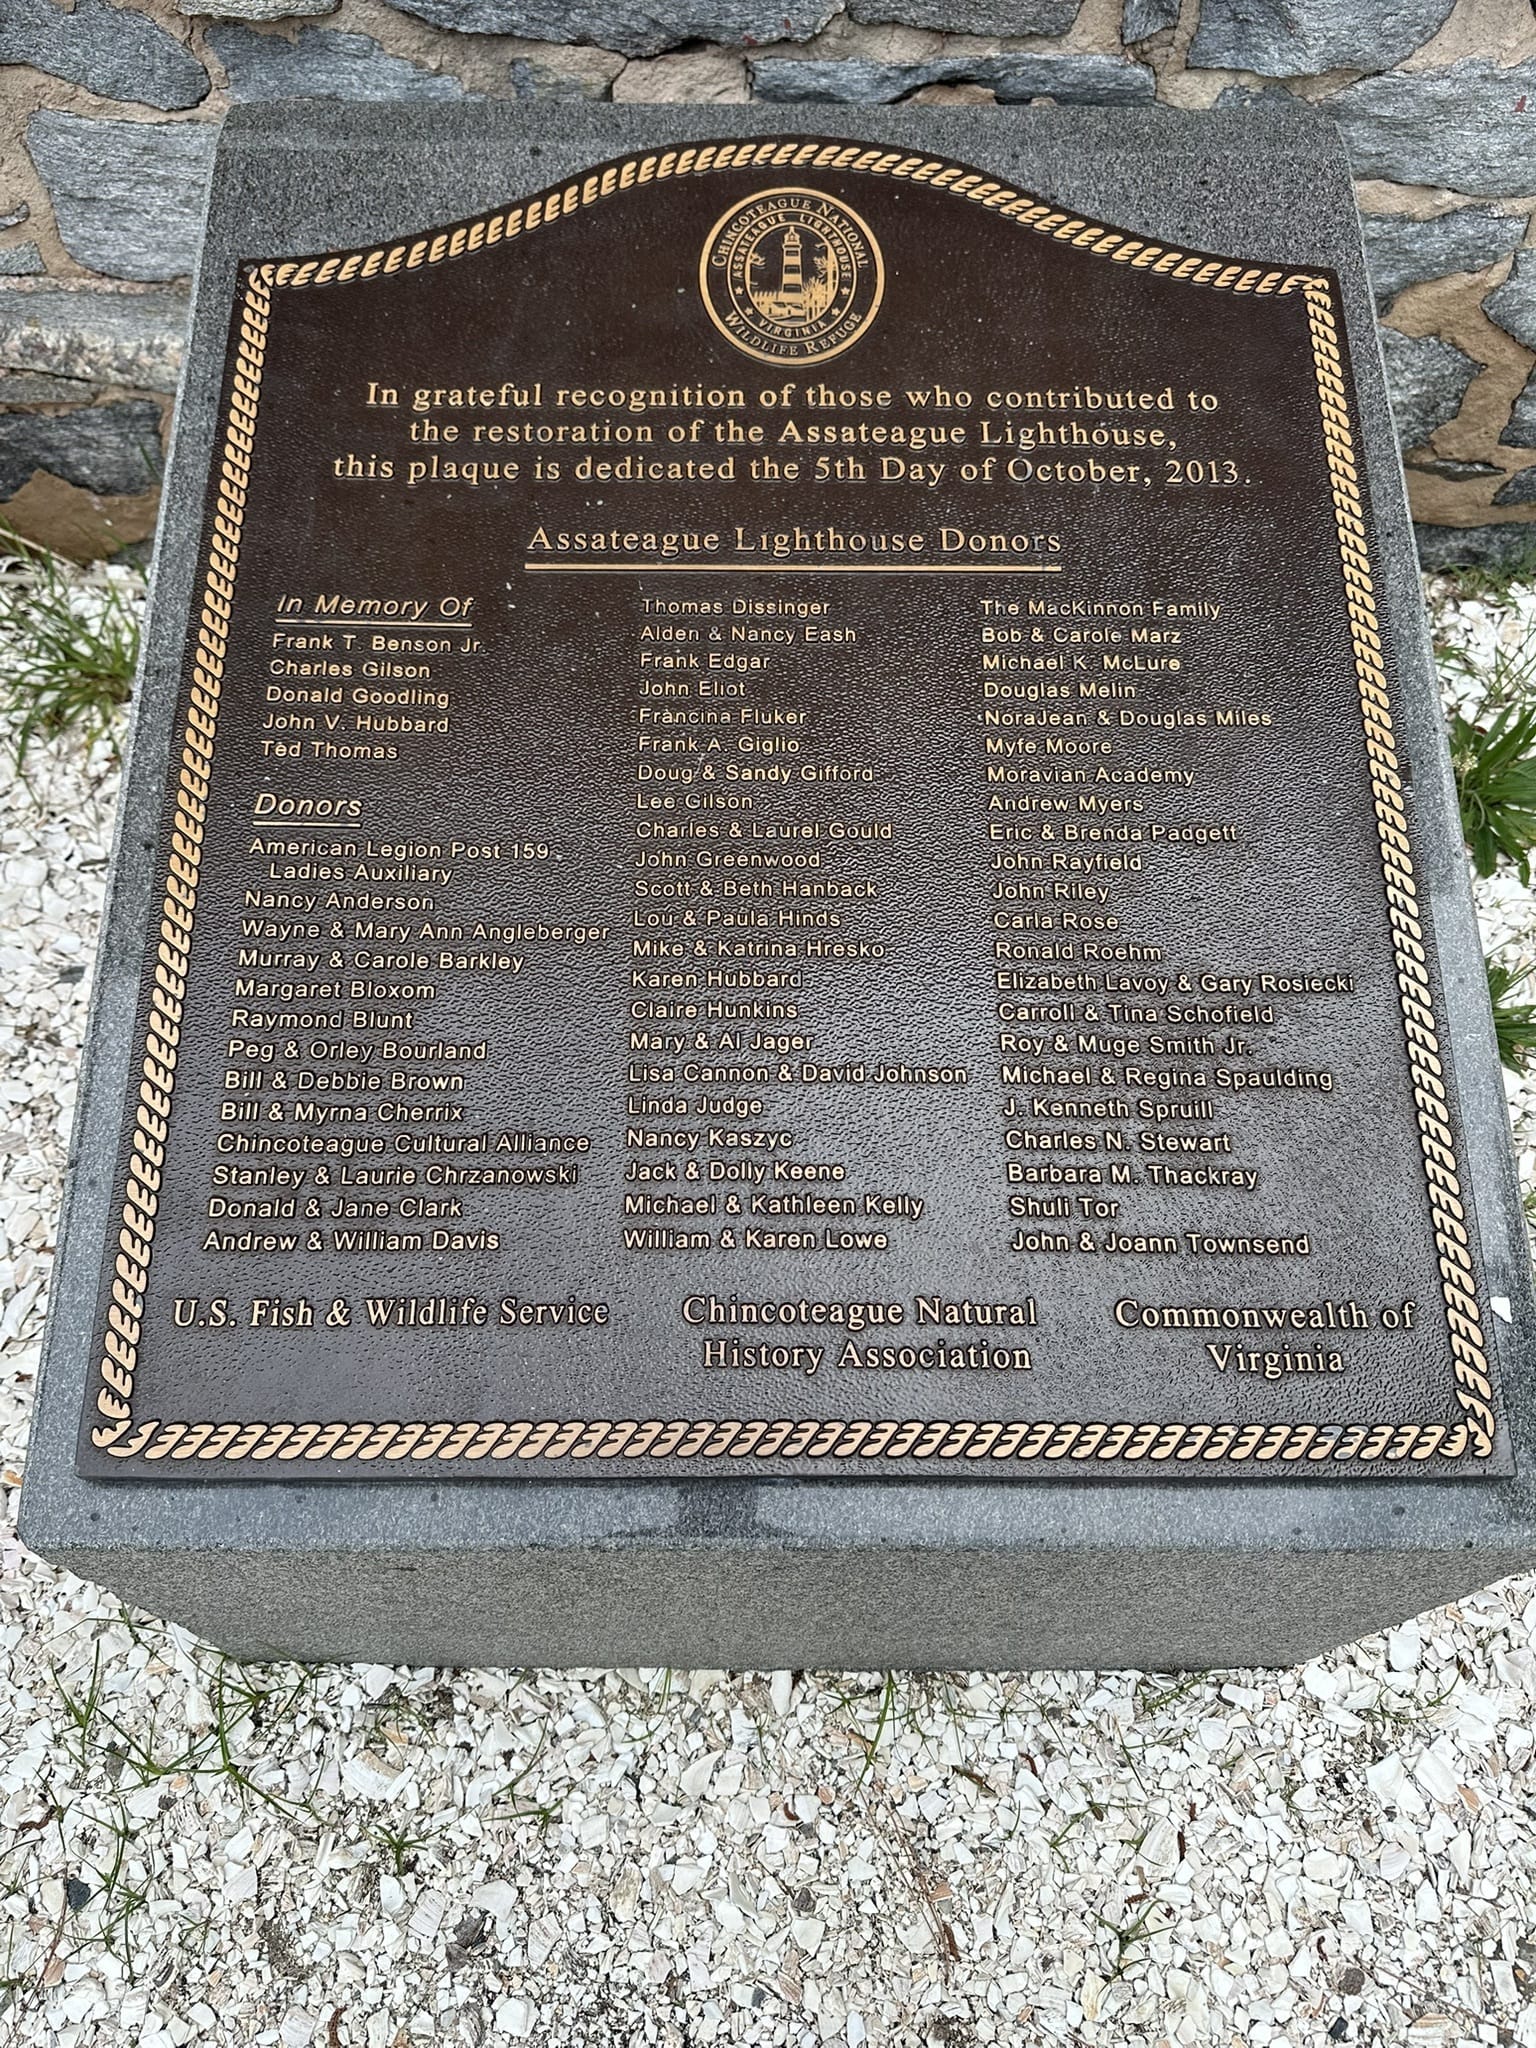 CHINCOTEAGUE NATIONAL
WILDLIFE REFUGE
ASSATEAGUE LIGHTHOUSE
VIRGINIA
In grateful recognition of those who contributed to
the restoration of the Assateague Lighthouse,
this plaque is dedicated the 5th Day of October, 2013.
Assateague Lighthouse Donors
In Memory Of
Frank T. Benson Jr.
Charles Gilson
Donald Goodling
John V. Hubbard
Ted Thomas
Donors
American Legion Post 159
Ladies Auxiliary
Nancy Anderson
Wayne & Mary Ann Angleberger
Murray & Carole Barkley
Margaret Bloxom
Raymond Blunt
Peg & Orley Bourland
Bill & Debbie Brown
Bill & Myrna Cherrix
Chincoteague Cultural Alliance
Stanley & Laurie Chrzanowski
Donald & Jane Clark
Andrew & William Davis
Thomas Dissinger
Alden & Nancy Eash
Frank Edgar
John Eliot
Francina Fluker
Frank A. Giglio
Doug & Sandy Gifford
Lee Gilson
Charles & Laurel Gould
John Greenwood
Scott & Beth Hanback
Lou & Paula Hinds
Mike & Katrina Hresko
Karen Hubbard
Claire Hunkins
Mary & Al Jager
Lisa Cannon & David Johnson
Linda Judge
Nancy Kaszyc
Jack & Dolly Keene
Michael & Kathleen Kelly
William & Karen Lowe
The MacKinnon Family
Bob & Carole Marz
Michael K. McLure
Douglas Melin
NoraJean & Douglas Miles
Myfe Moore
Moravian Academy
Andrew Myers
Eric & Brenda Padgett
John Rayfield
John Riley
Carla Rose
Ronald Roehm
Elizabeth Lavoy & Gary Rosiecki
Carroll & Tina Schofield
Roy & Muge Smith Jr.
Michael & Regina Spaulding
J. Kenneth Spruill
Charles N. Stewart
Barbara M. Thackray
Shuli Tor
John & Joann Townsend
U.S. Fish & Wildlife Service
Chincoteague Natural
History Association
Commonwealth of
Virginia